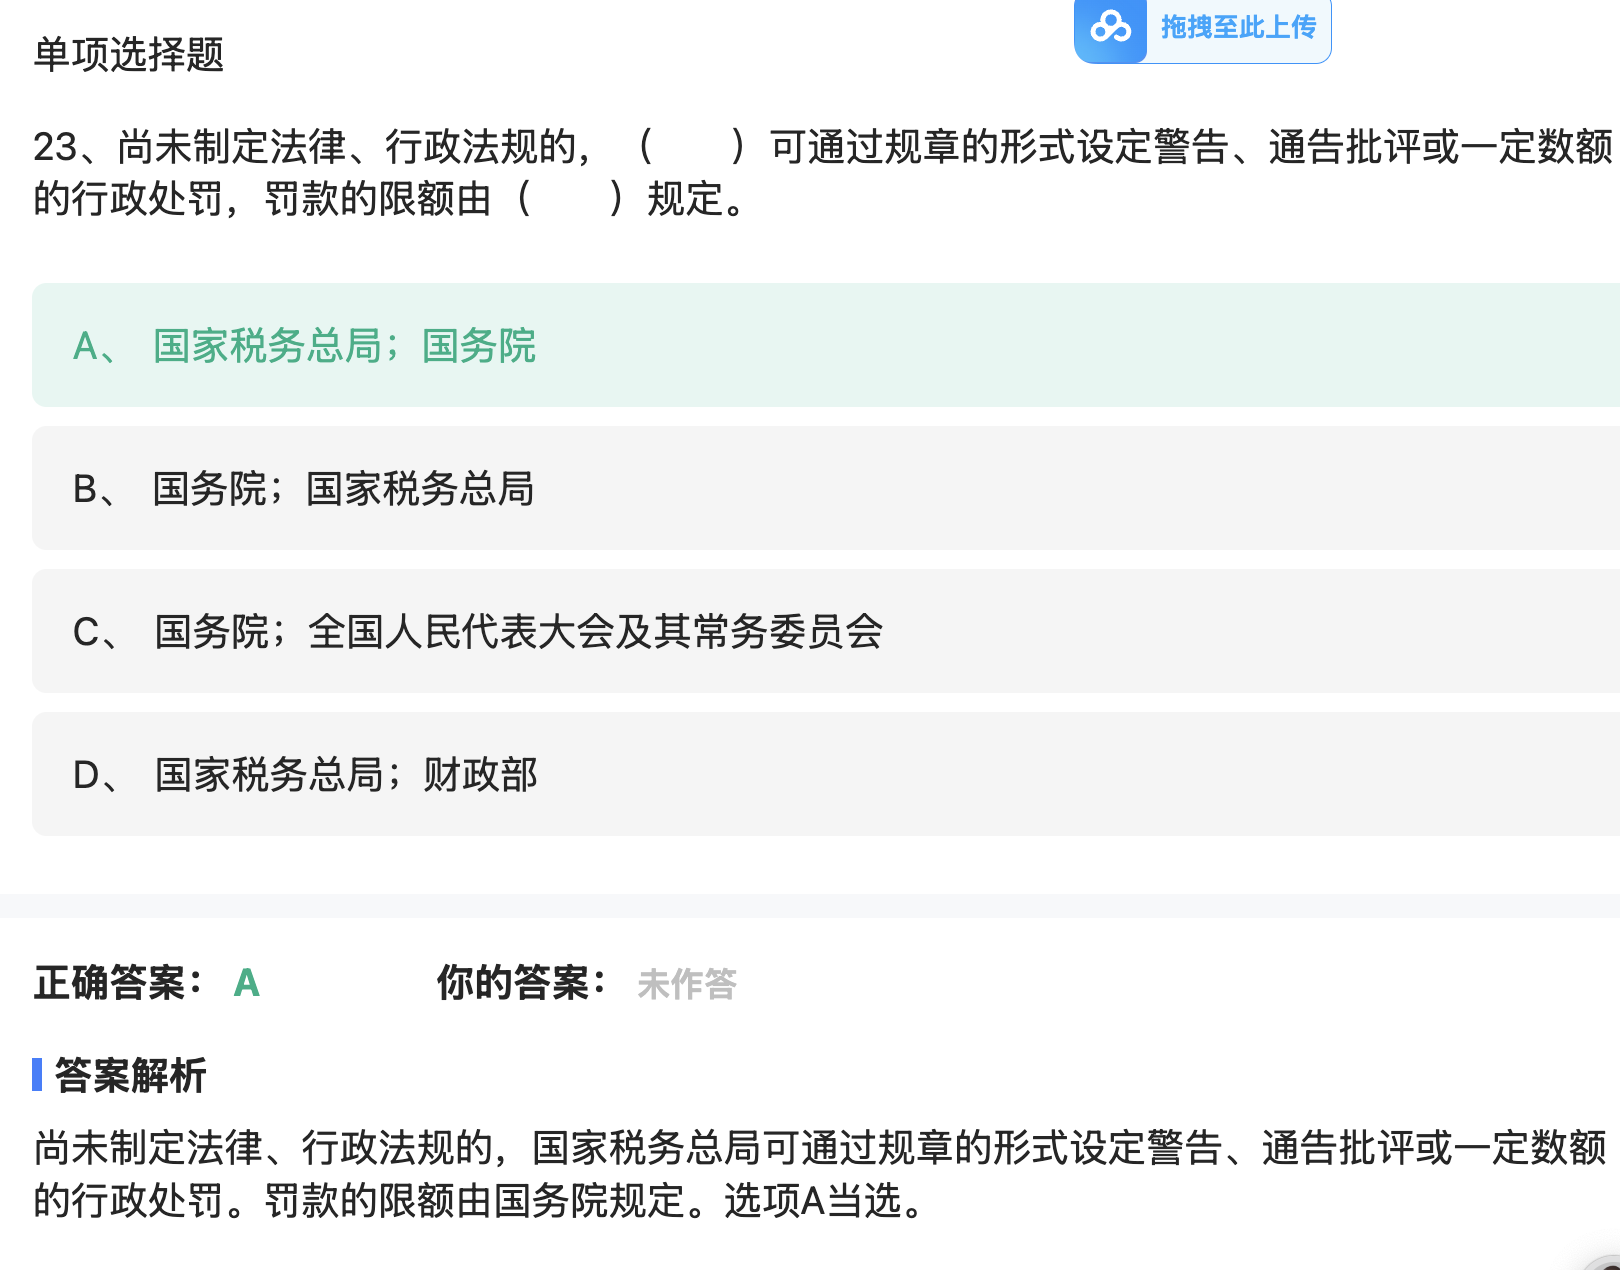 拖拽至此上传
单项选择题
23、尚未制定法律、行政法规的，（　　）可通过规章的形式设定警告、通告批评或一定数额
的行政处罚，罚款的限额由（　　）规定。
A、 国家税务总局；国务院
B、 国务院；国家税务总局
C、 国务院；全国人民代表大会及其常务委员会
D、 国家税务总局；财政部
正确答案： A 你的答案： 未作答
答案解析
尚未制定法律、行政法规的，国家税务总局可通过规章的形式设定警告、通告批评或一定数额
的行政处罚。罚款的限额由国务院规定。选项A当选。